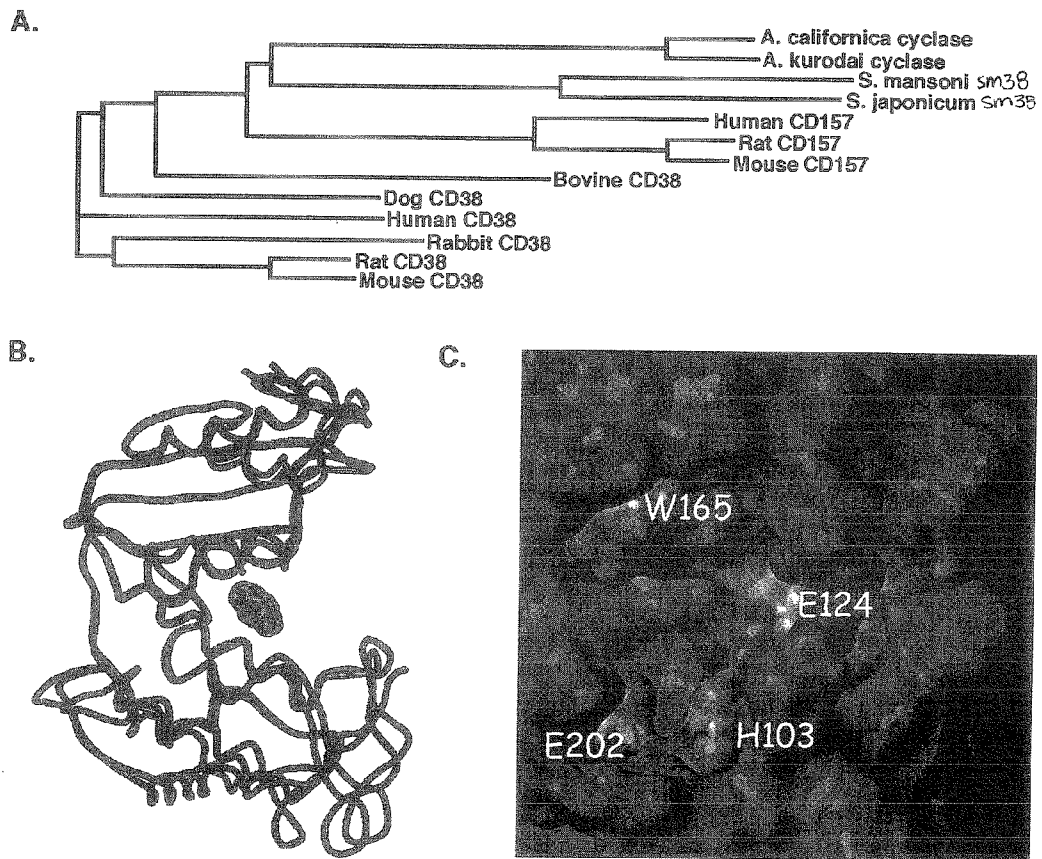 A.
A. californica cyclase
A. kurodai cyclase
S. mansoni sm38
S. japonicum sm38
Human CD157
Rat CD157
Mouse CD157
Bovine CD38
Dog CD38
Human CD38
Rabbit CD38
Rat CD38
Mouse CD38
B.
C.
W165
E124
E202
H103